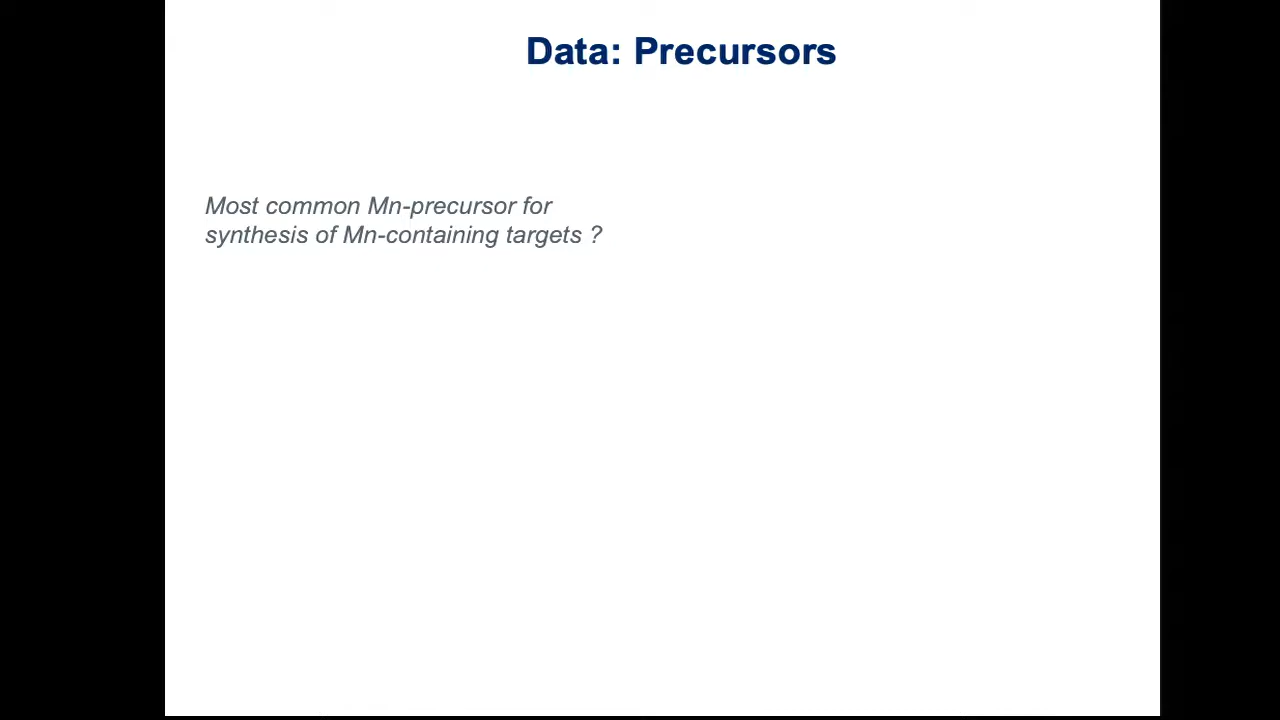 Data: Precursors
Most common Mn-precursor for
synthesis of Mn-containing targets ?